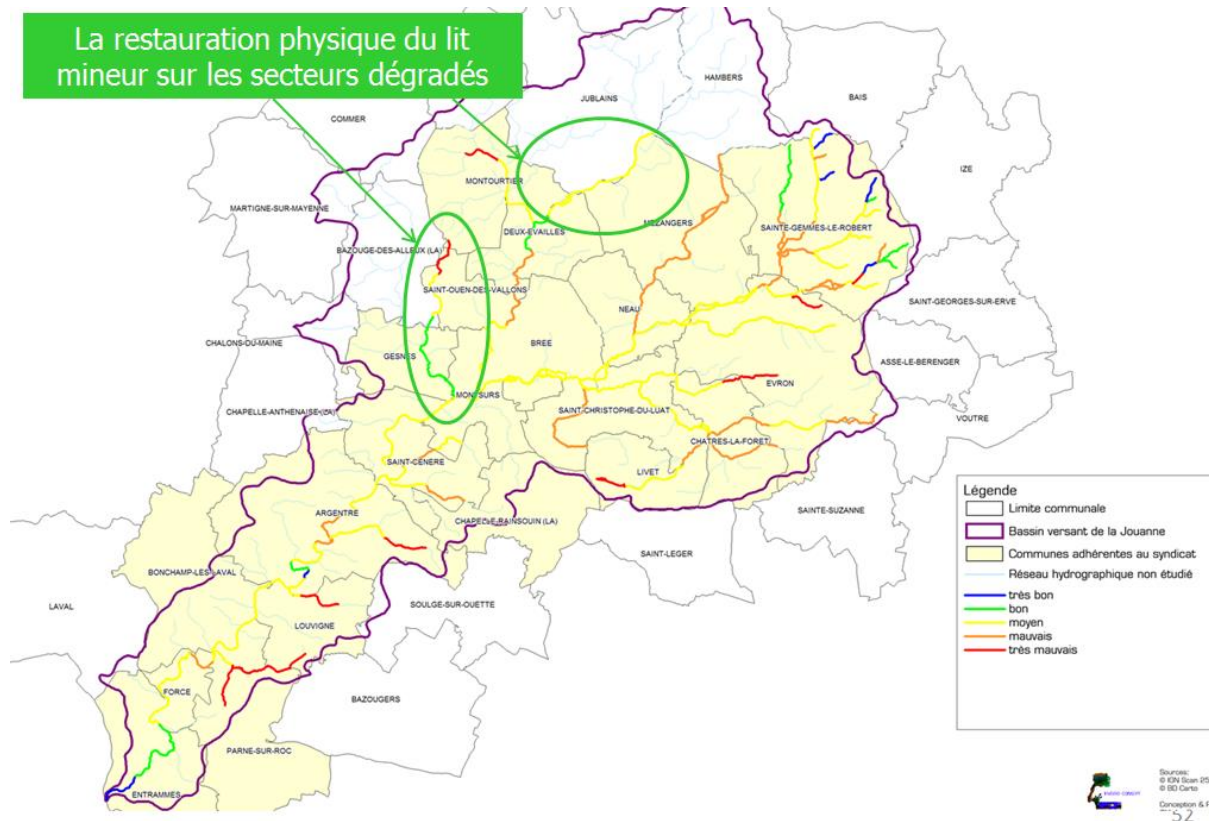 La restauration physique du lit
mineur sur les secteurs dégradés
HAMBERS
JUBLAINS
BAIS
COMMER
IZE
MONTOURTIER
MARTIGNE-SUR-MAYENNE
MEZANGERS
DEUX-EVAILLES
SAINTE-GEMMES-LE-ROBERT
BAZOUGE-DES-ALLEUX (LA)
SAINT-OUEN-DES-VALLONS
SAINT-GEORGES-SUR-ERVE
NEAU
CHALONS-DU-MAINE
BREE
GESNES
ASSE-LE-BERENGER
EVRON
MONTSURS
CHAPELLE-ANTHENAISE (LA)
SAINT-CHRISTOPHE-DU-LUAT
VOUTRE
CHATRES-LA-FORET
SAINT-CENERE
LIVET
ARGENTRE
SAINTE-SUZANNE
CHAPELLE-RAINSOUIN (LA)
SAINT-LEGER
BONCHAMP-LES-LAVAL
LAVAL
SOULGE-SUR-OUETTE
LOUVIGNE
FORCE
BAZOUGERS
PARNE-SUR-ROC
ENTRAMMES
Légende
Limite communale
Bassin versant de la Jouanne
Communes adhérentes au syndicat
Réseau hydrographique non étudié
très bon
bon
moyen
mauvais
très mauvais
Sources:
© IGN Scan 25
© BD Carto
Conception &
52